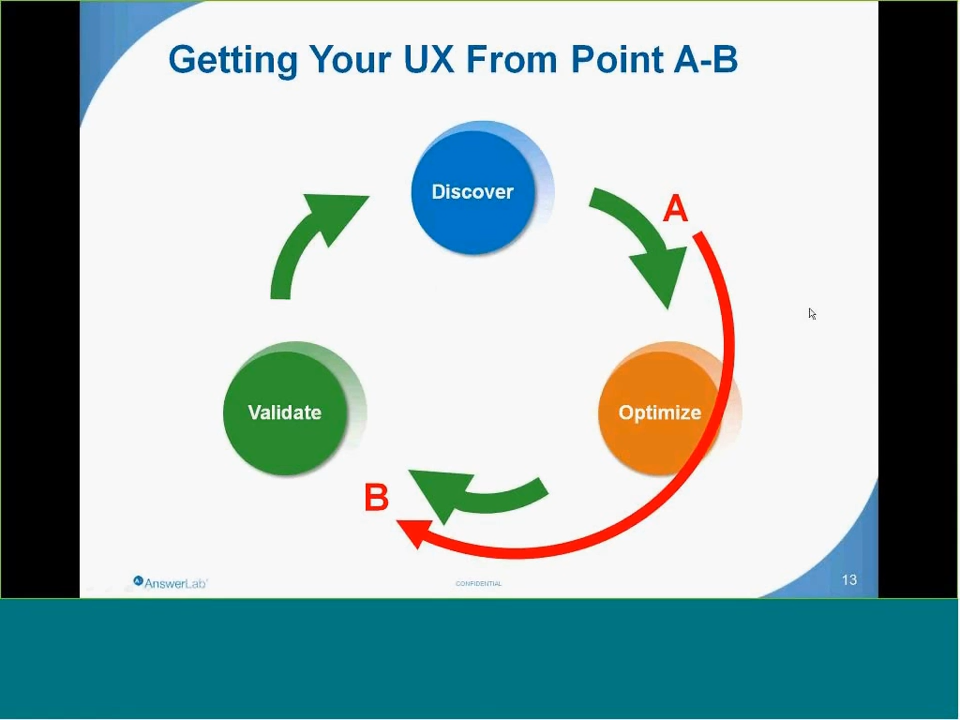 Getting Your UX From Point A-B
Discover
A
Validate
Optimize
B
AnswerLab
CONFIDENTIAL
13